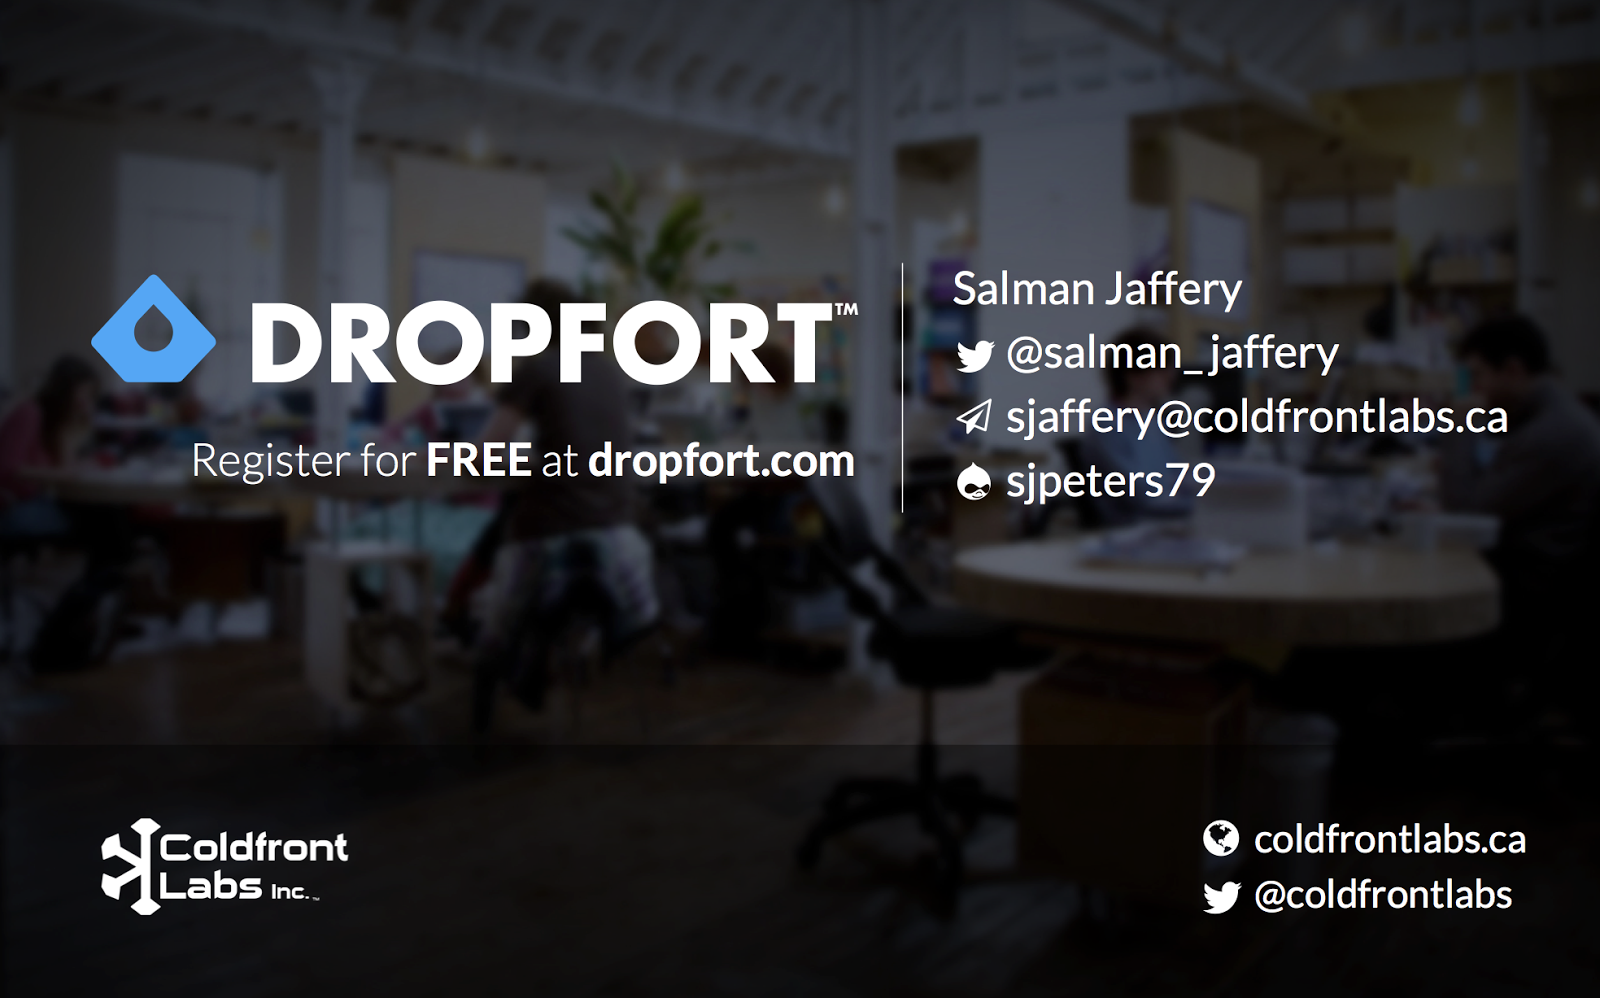 DROPFORT™
Register for FREE at dropfort.com
Salman Jaffery
@salman_jaffery
sjaffery@coldfrontlabs.ca
sjpeters79
Coldfront
Labs Inc.™
coldfrontlabs.ca
@coldfrontlabs